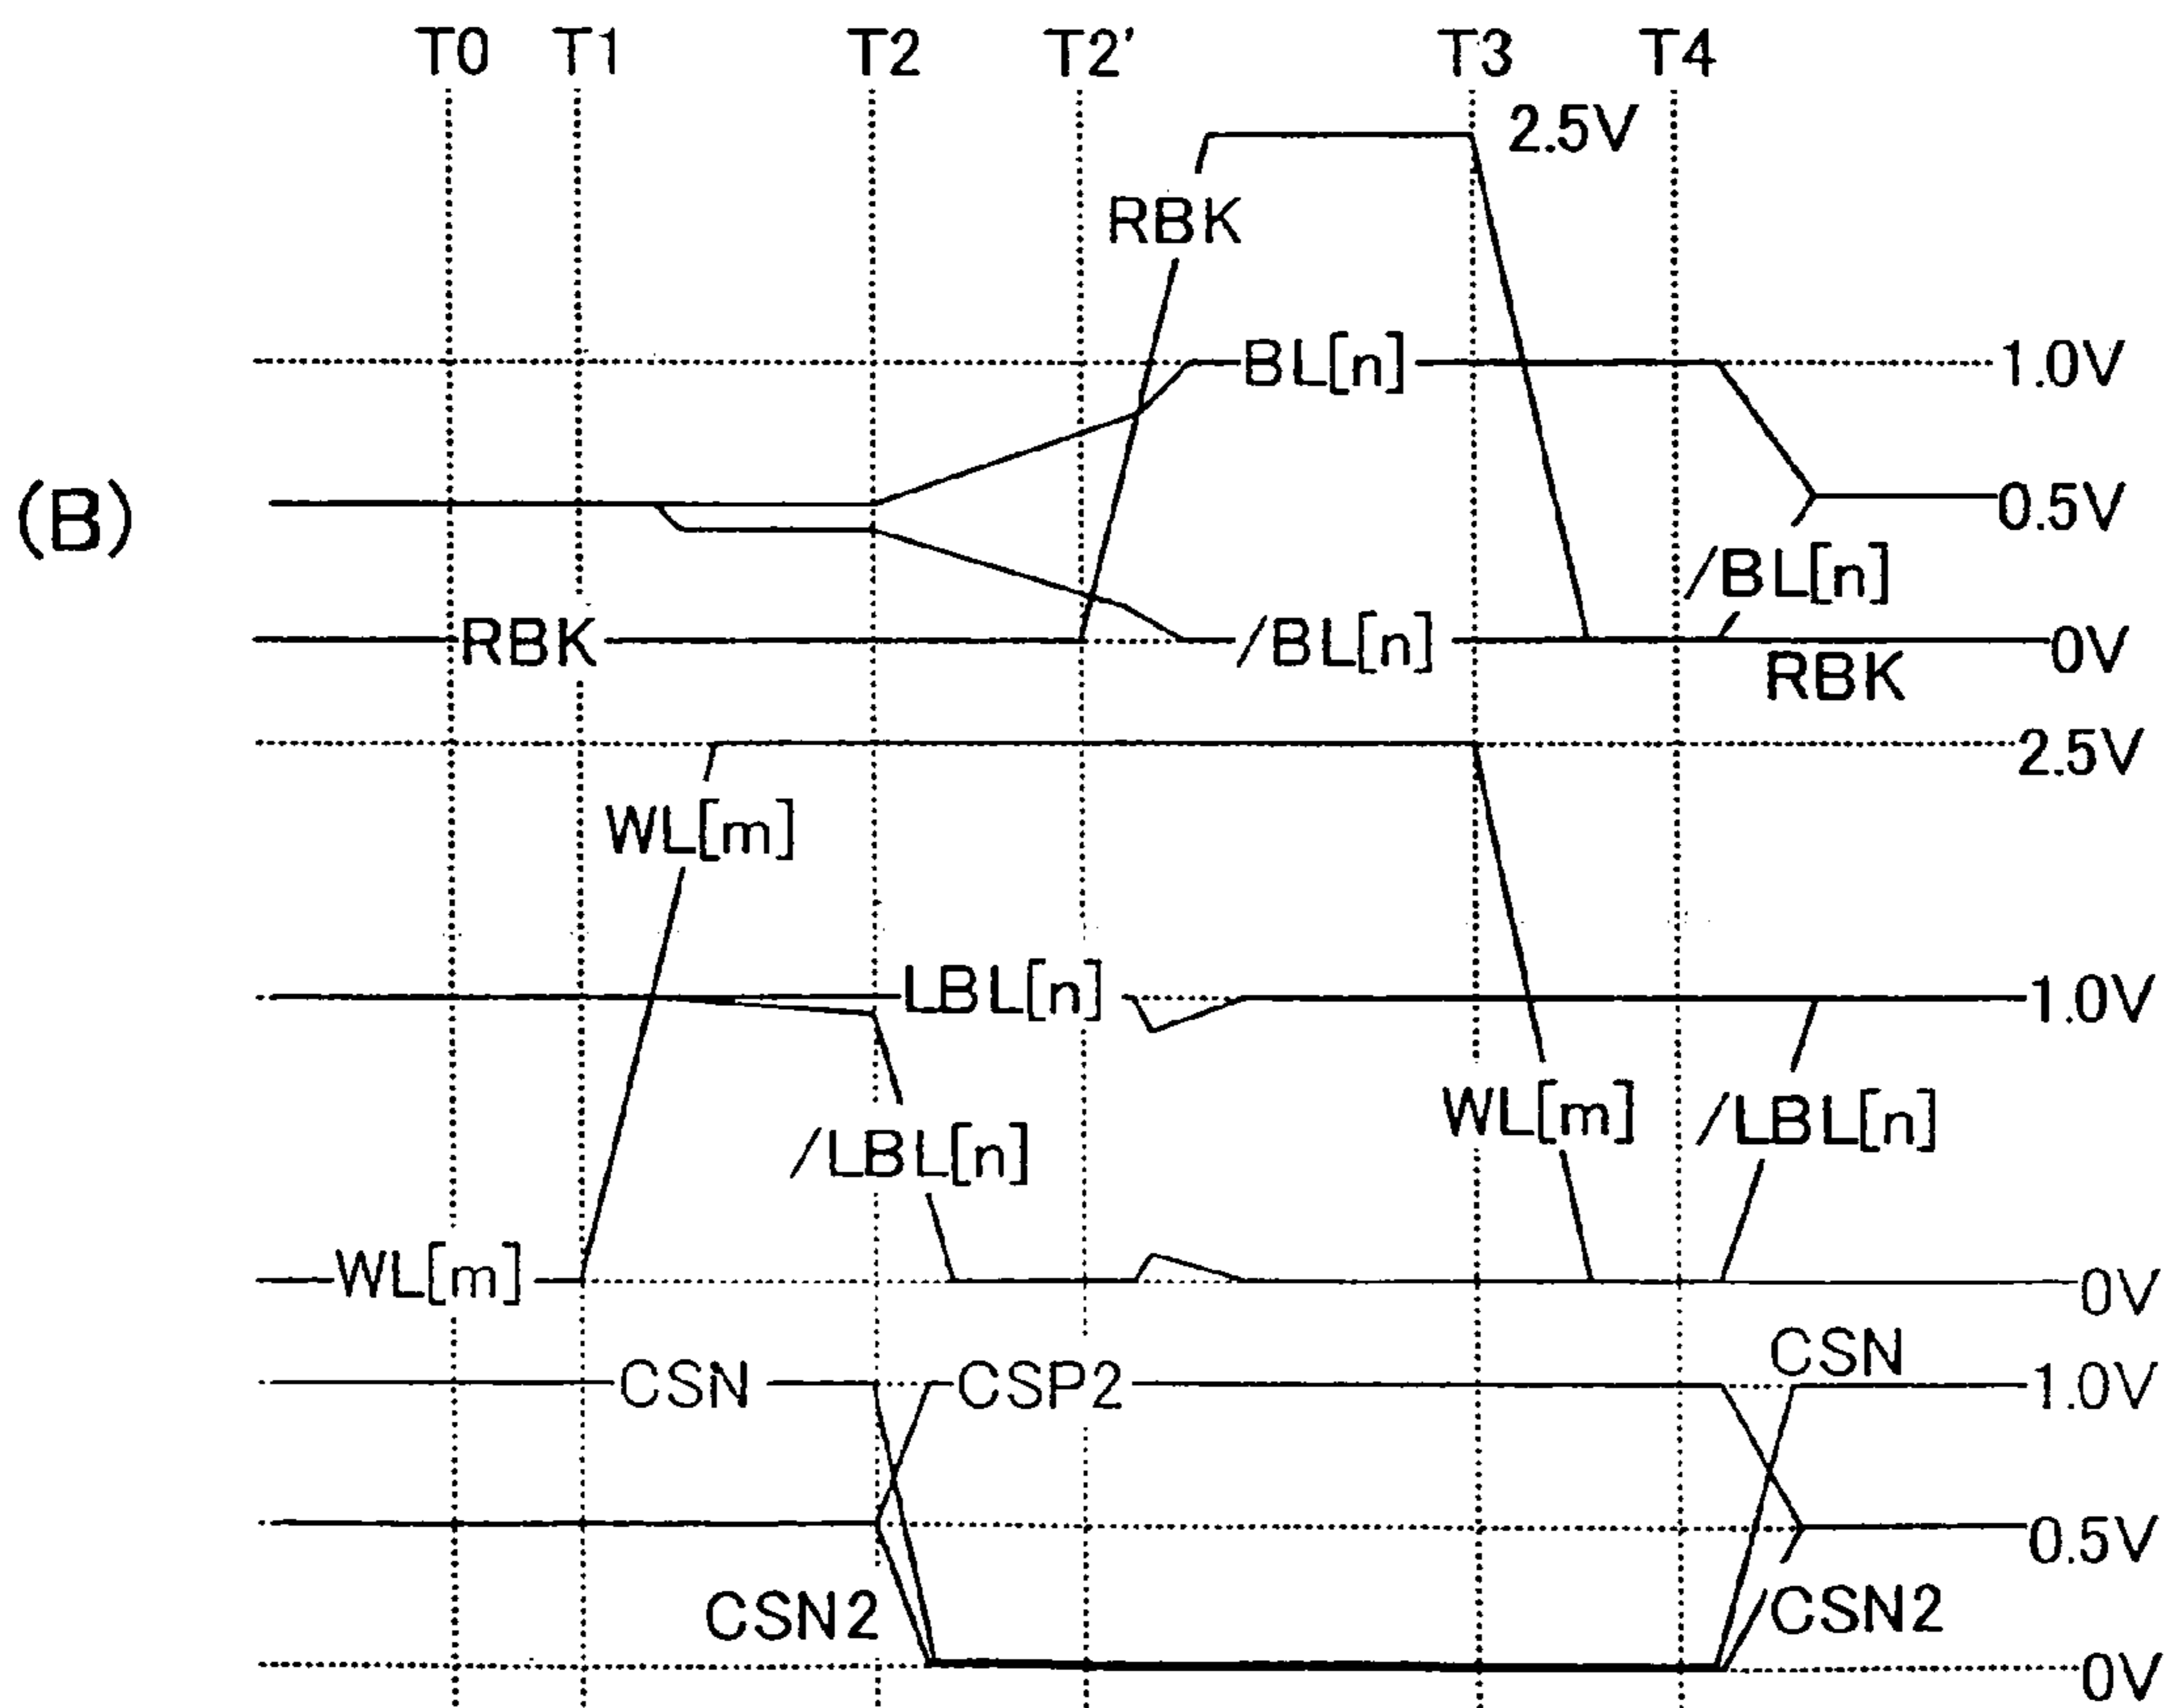 T0 T1 T2 T2' T3 T4
2.5V
RBK
BL[n] 1.0V
(B)
0.5V
/BL[n]
RBK /BL[n] 0V
RBK
2.5V
WL[m]
LBL[n] 1.0V
WL[m] /LBL[n]
/LBL[n]
WL[m] 0V
CSN
CSN CSP2 1.0V
0.5V
CSN2 CSN2
0V